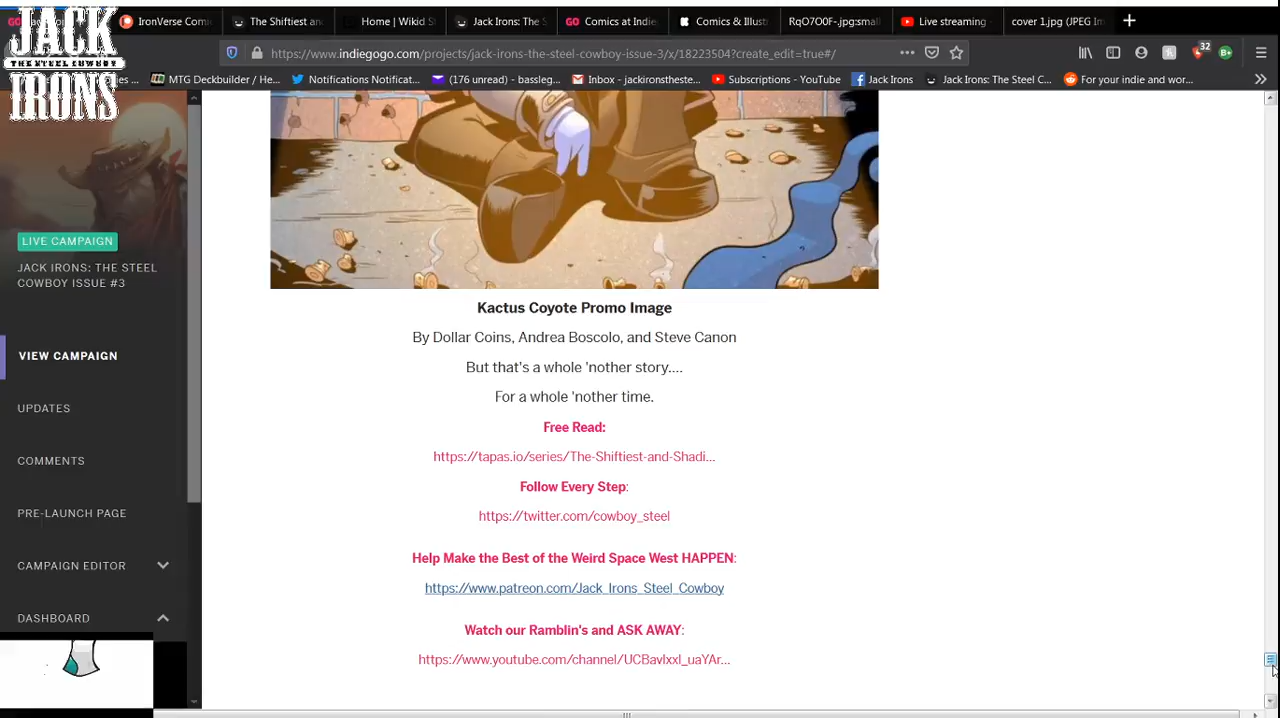 JACK
THE STEEL COWBOY
IRONS
GO
IronVerse Comi
The Shiftiest and
Home | Wikid S
Jack Irons: The S
GO Comics at Indie
Comics & Illustr
RqO7O0F-jpgsmall
Live streaming
cover 1.jpg (JPEG Im
https://www.indiegogo.com/projects/jack-irons-the-steel-cowboy-issue-3/x/18223504?create_edit=true#/
32
MTG Deckbuilder / He...
Notifications Notificat...
(176 unread) - bassleg...
Inbox - jackironstheste...
Subscriptions - YouTube
Jack Irons
Jack Irons: The Steel C...
For your indie and wor...
LIVE CAMPAIGN
JACK IRONS: THE STEEL
COWBOY ISSUE #3
VIEW CAMPAIGN
UPDATES
COMMENTS
PRE-LAUNCH PAGE
CAMPAIGN EDITOR
DASHBOARD
Kactus Coyote Promo Image
By Dollar Coins, Andrea Boscolo, and Steve Canon
But that's a whole 'nother story....
For a whole 'nother time.
Free Read:
https://tapas.io/series/The-Shiftiest-and-Shadi...
Follow Every Step:
https://twitter.com/cowboy_steel
Help Make the Best of the Weird Space West HAPPEN:
https://www.patreon.com/Jack_Irons_Steel_Cowboy
Watch our Ramblin's and ASK AWAY:
https://www.youtube.com/channel/UCBavlxxl_uaYAr...